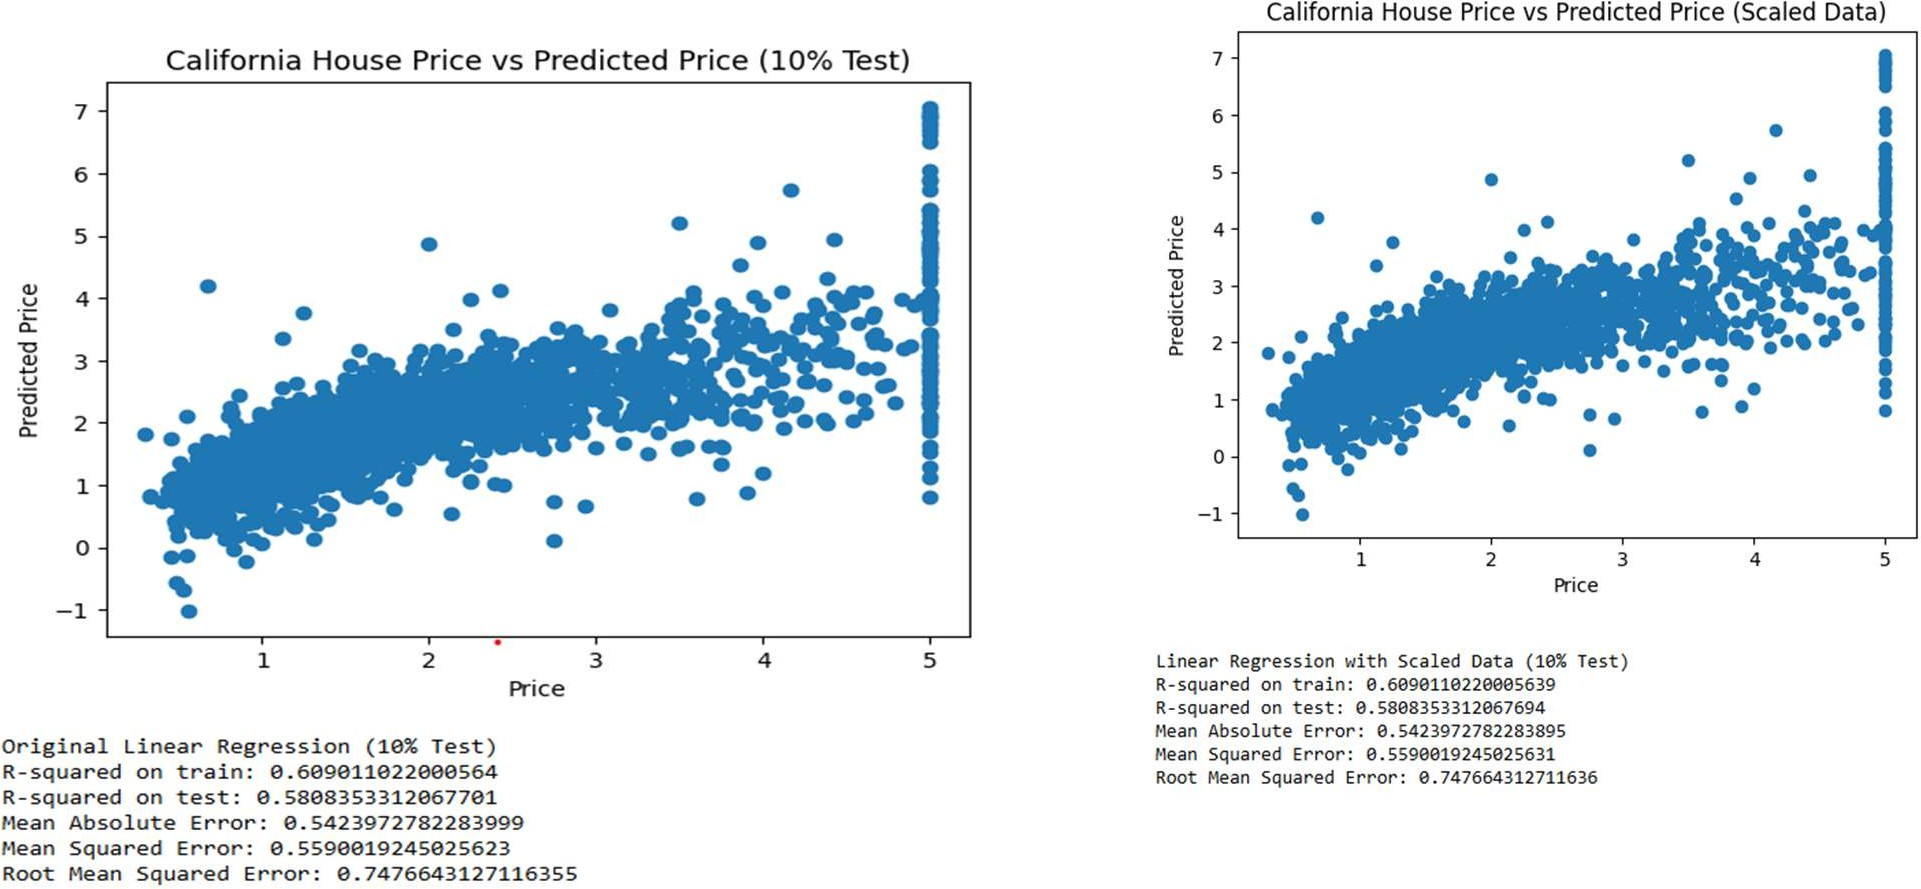 California House Price vs Predicted Price (10% Test)
7
6
5
4
3
2
1
0
−1
Predicted Price
1 2 3 4 5
Price
Original Linear Regression (10% Test)
R-squared on train: 0.609011022000564
R-squared on test: 0.5808353312067701
Mean Absolute Error: 0.5423972782283999
Mean Squared Error: 0.5590019245025623
Root Mean Squared Error: 0.7476643127116355
California House Price vs Predicted Price (Scaled Data)
7
6
5
4
3
2
1
0
−1
Predicted Price
1 2 3 4 5
Price
Linear Regression with Scaled Data (10% Test)
R-squared on train: 0.6090110220005639
R-squared on test: 0.5808353312067694
Mean Absolute Error: 0.5423972782283895
Mean Squared Error: 0.5590019245025631
Root Mean Squared Error: 0.747664312711636